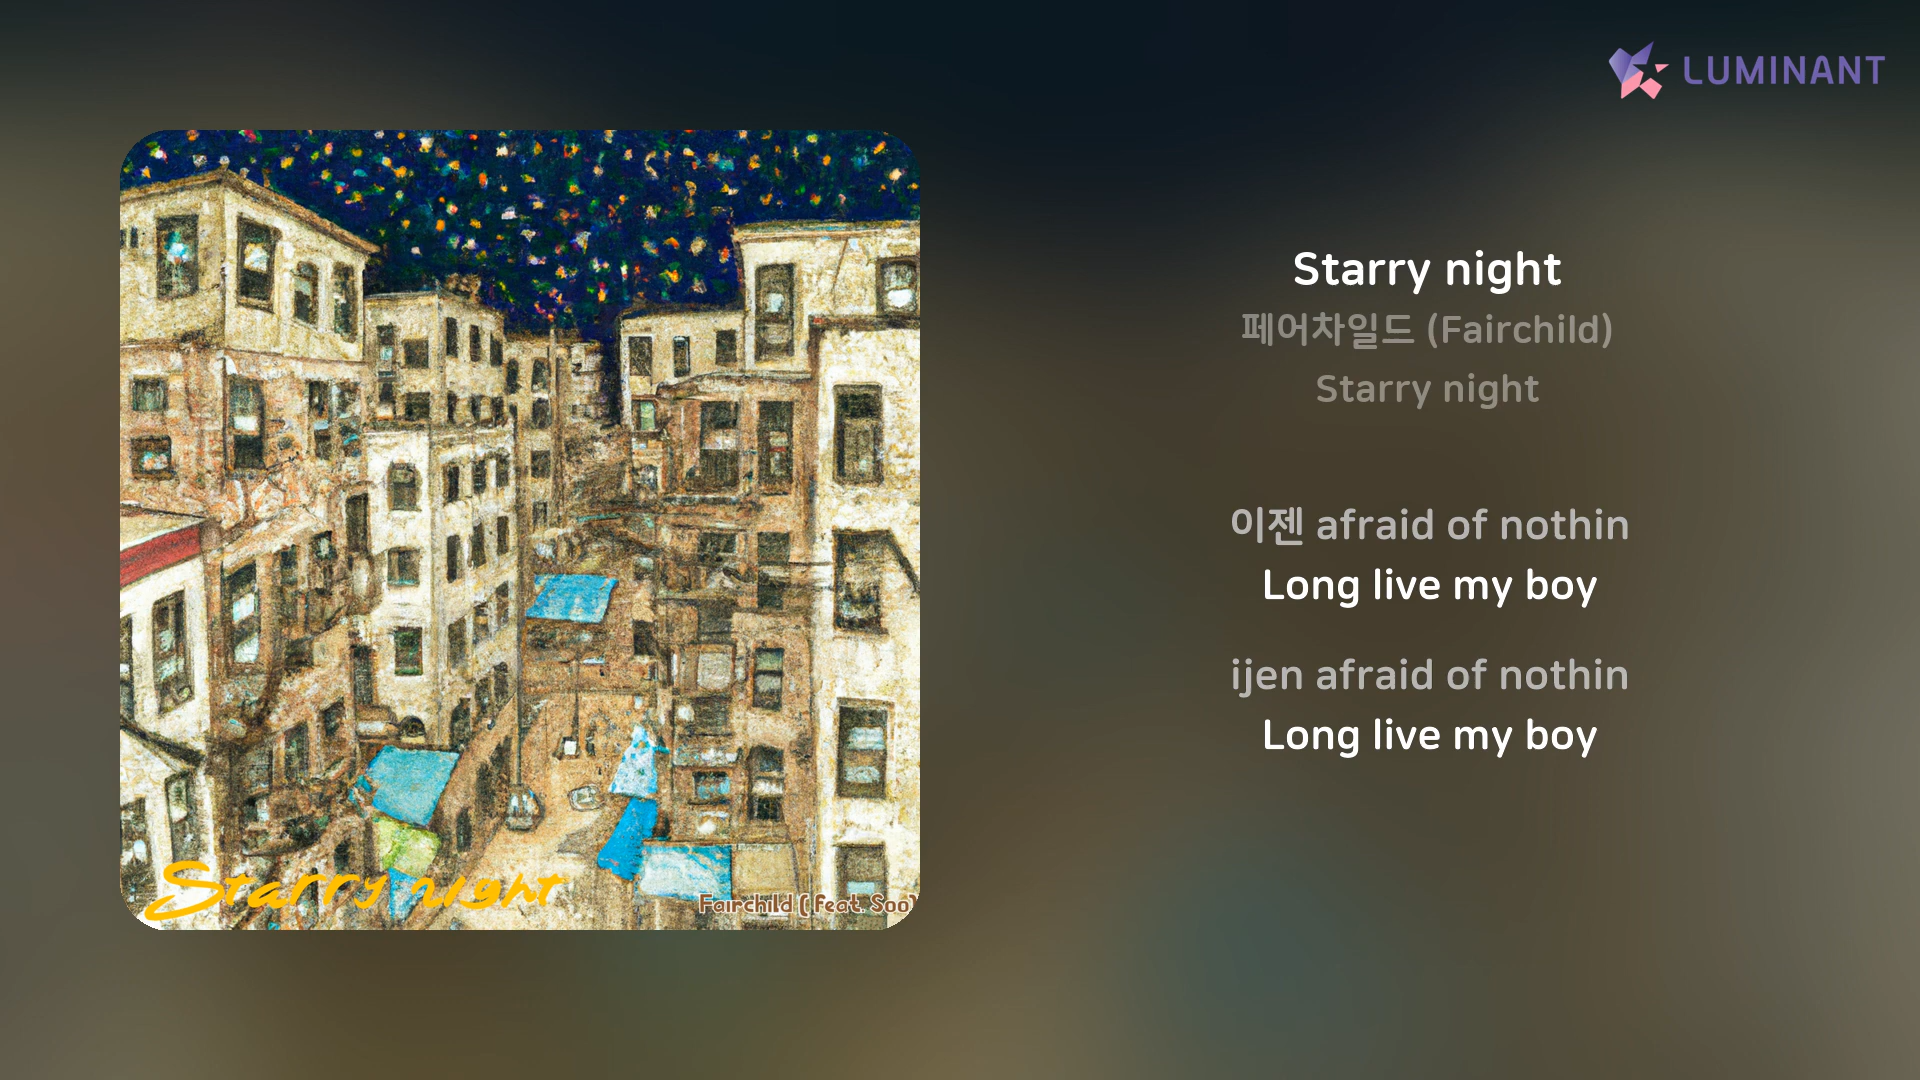 LUMINANT
Starry night
페어차일드 (Fairchild)
Starry night
이젠 afraid of nothin
Long live my boy
ijen afraid of nothin
Long live my boy
Starry night
Fairchild ( feat. Soo)